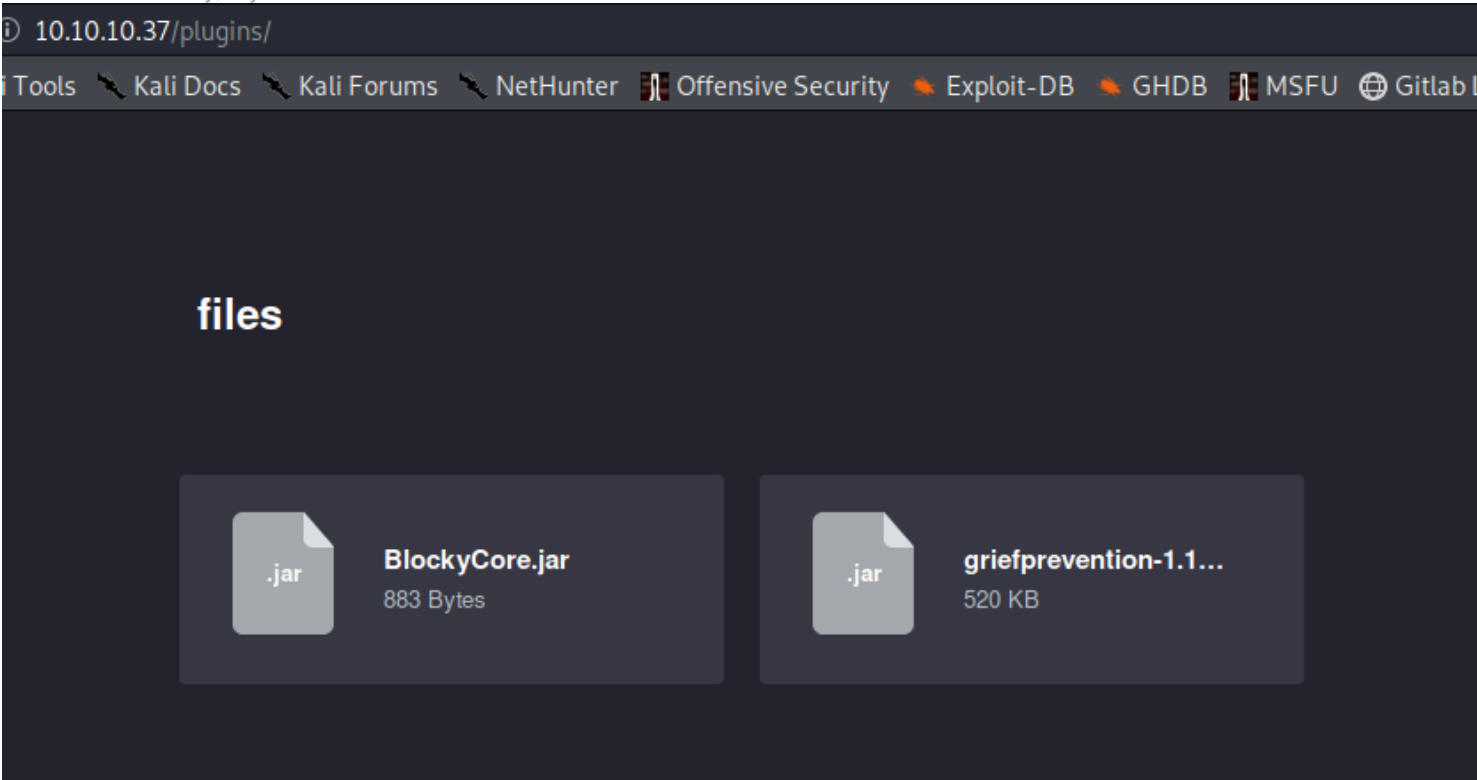 10.10.10.37/plugins/
i Tools Kali Docs Kali Forums NetHunter Offensive Security Exploit-DB GHDB MSFU Gitlab L
files
.jar
BlockyCore.jar
883 Bytes
.jar
griefprevention-1.1...
520 KB